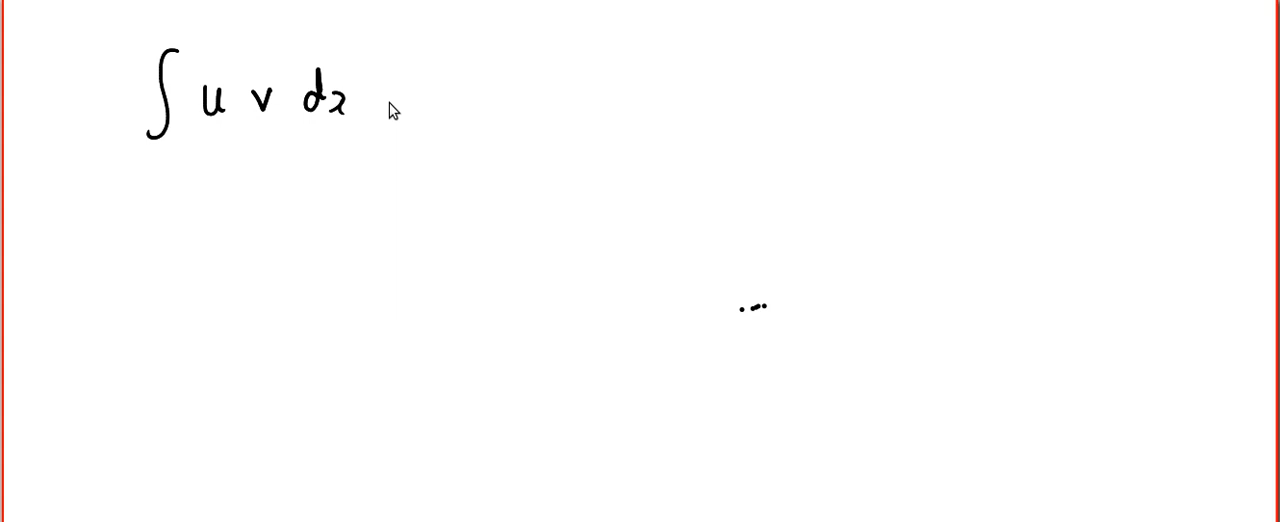 ∫ u v dx